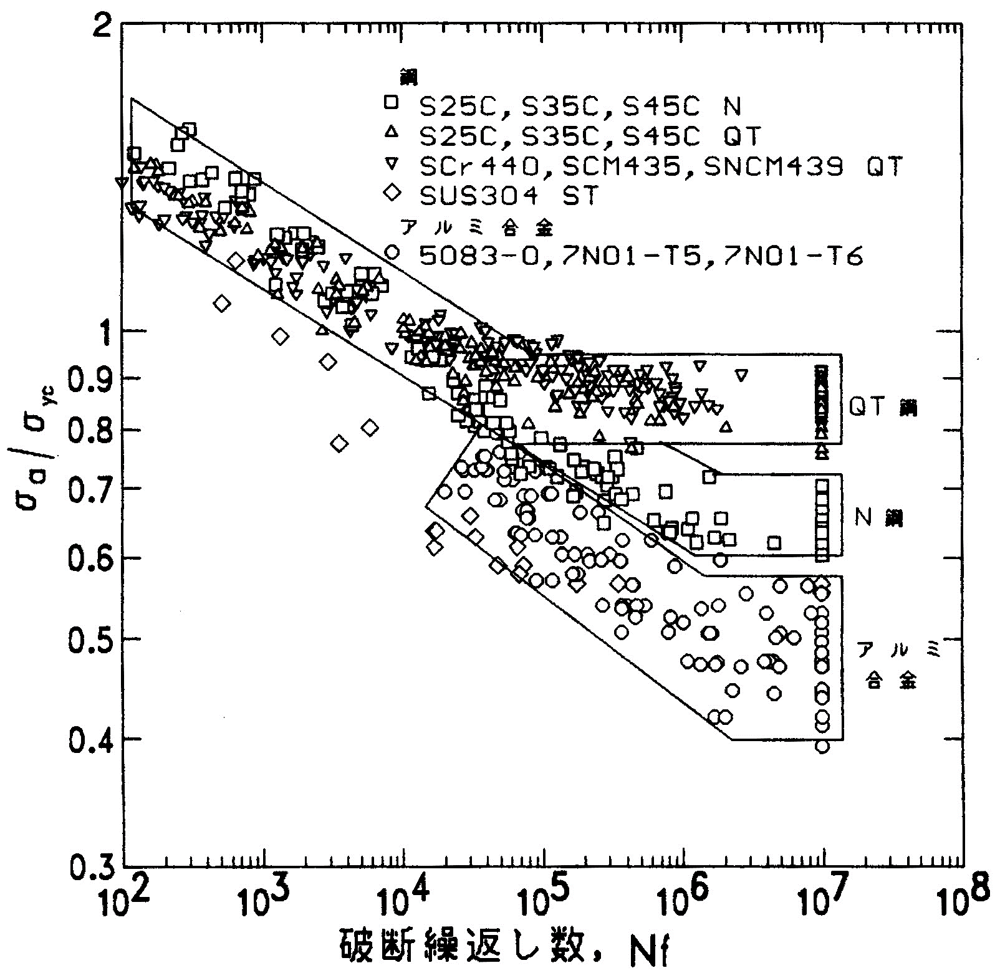 2
鋼
S25C, S35C, S45C N
S25C, S35C, S45C QT
SCr440, SCM435, SNCM439 QT
SUS304 ST
アルミ合金
5083-O, 7N01-T5, 7N01-T6
1
0.9
0.8
0.7
0.6
0.5
0.4
0.3
σa/σyc
QT 鋼
N 鋼
アルミ
合金
10² 10³ 10⁴ 10⁵ 10⁶ 10⁷ 10⁸
破断繰返し数, Nf